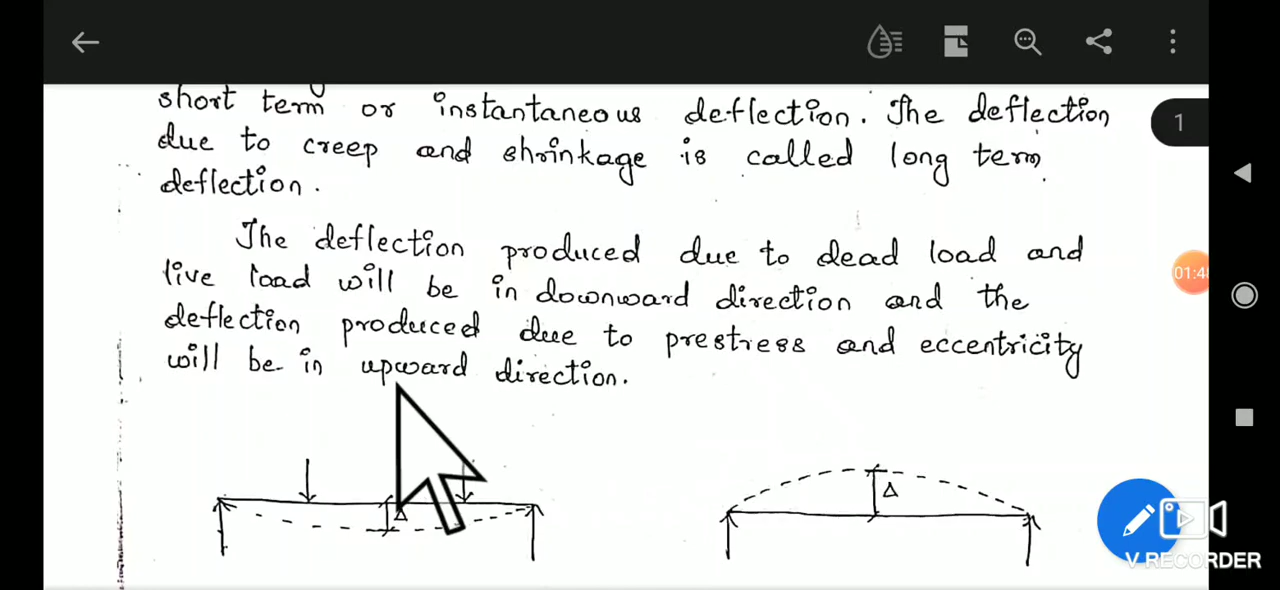 short term or instantaneous deflection. The deflection
due to creep and shrinkage is called long term
deflection.
The deflection produced due to dead load and
live load will be in downward direction and the
deflection produced due to prestress and eccentricity
will be in upward direction.
Δ
Δ
1
01:4
V RECORDER